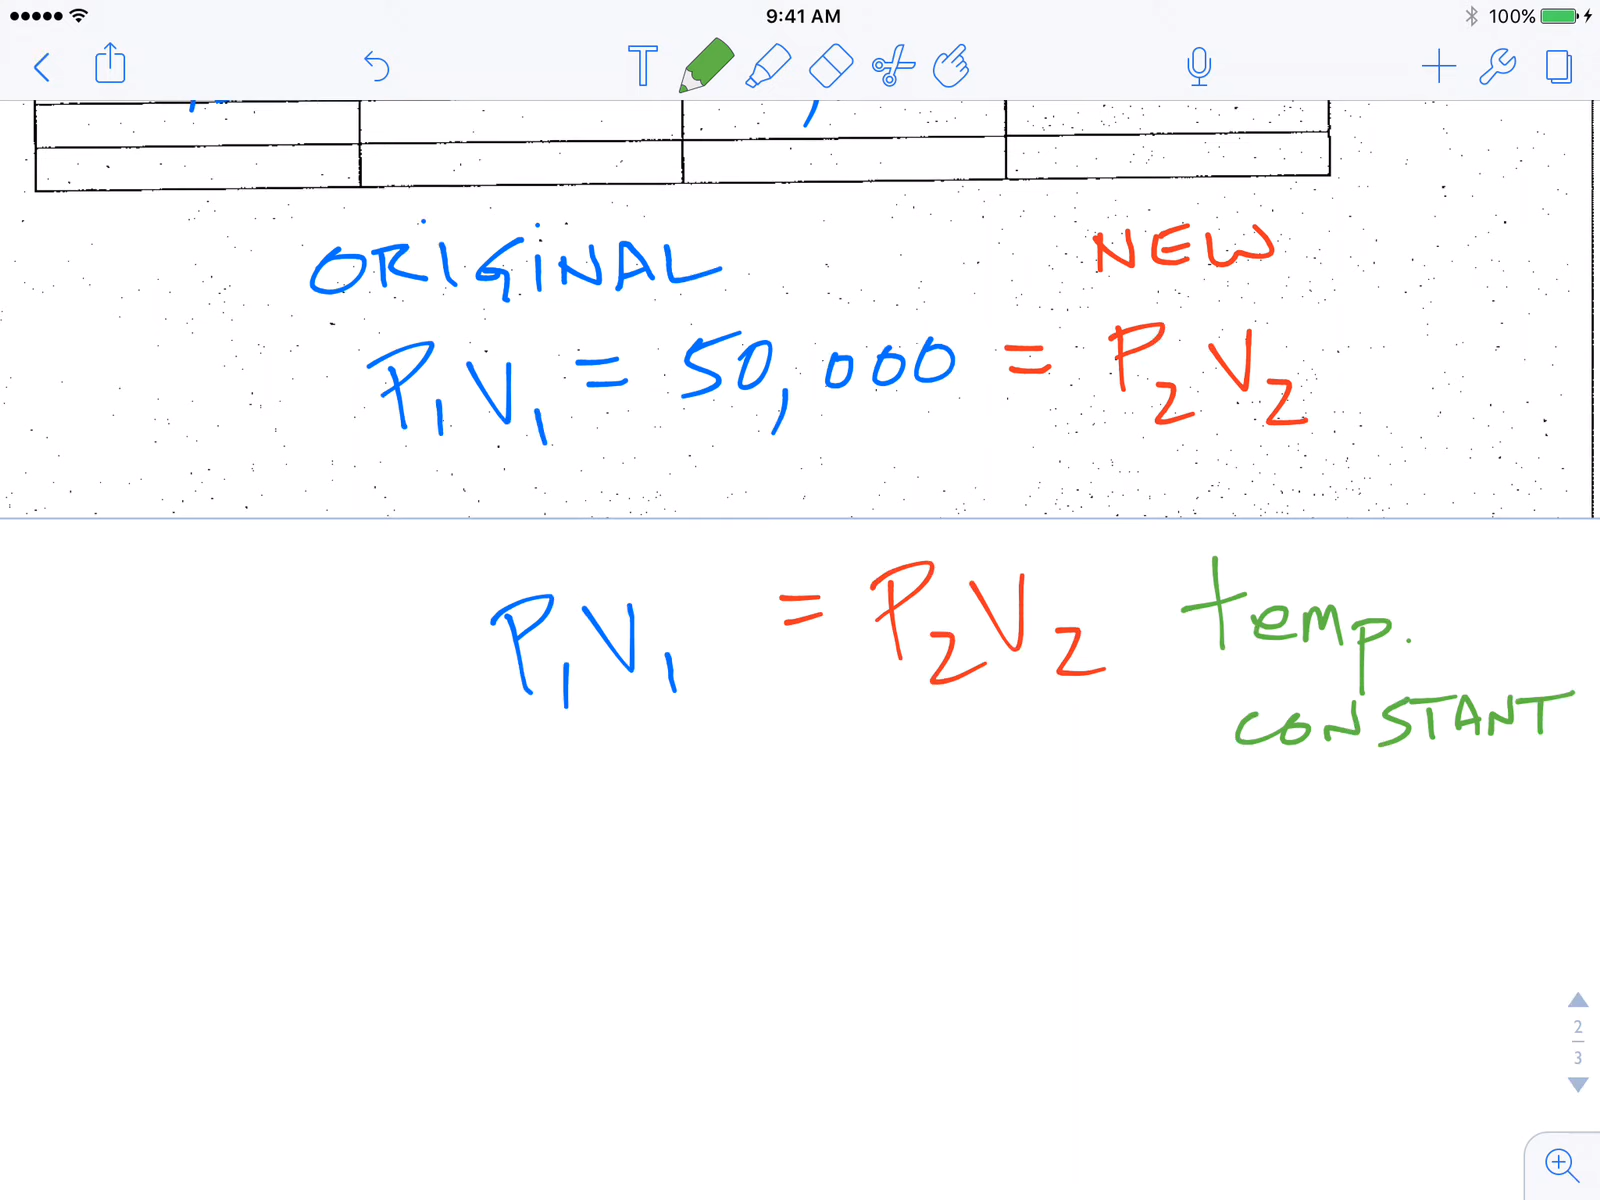 9:41 AM
100%
T
ORIGINAL NEW
P₁V₁ = 50,000 = P₂V₂
P₁V₁ = P₂V₂ temp.
CONSTANT
2
3